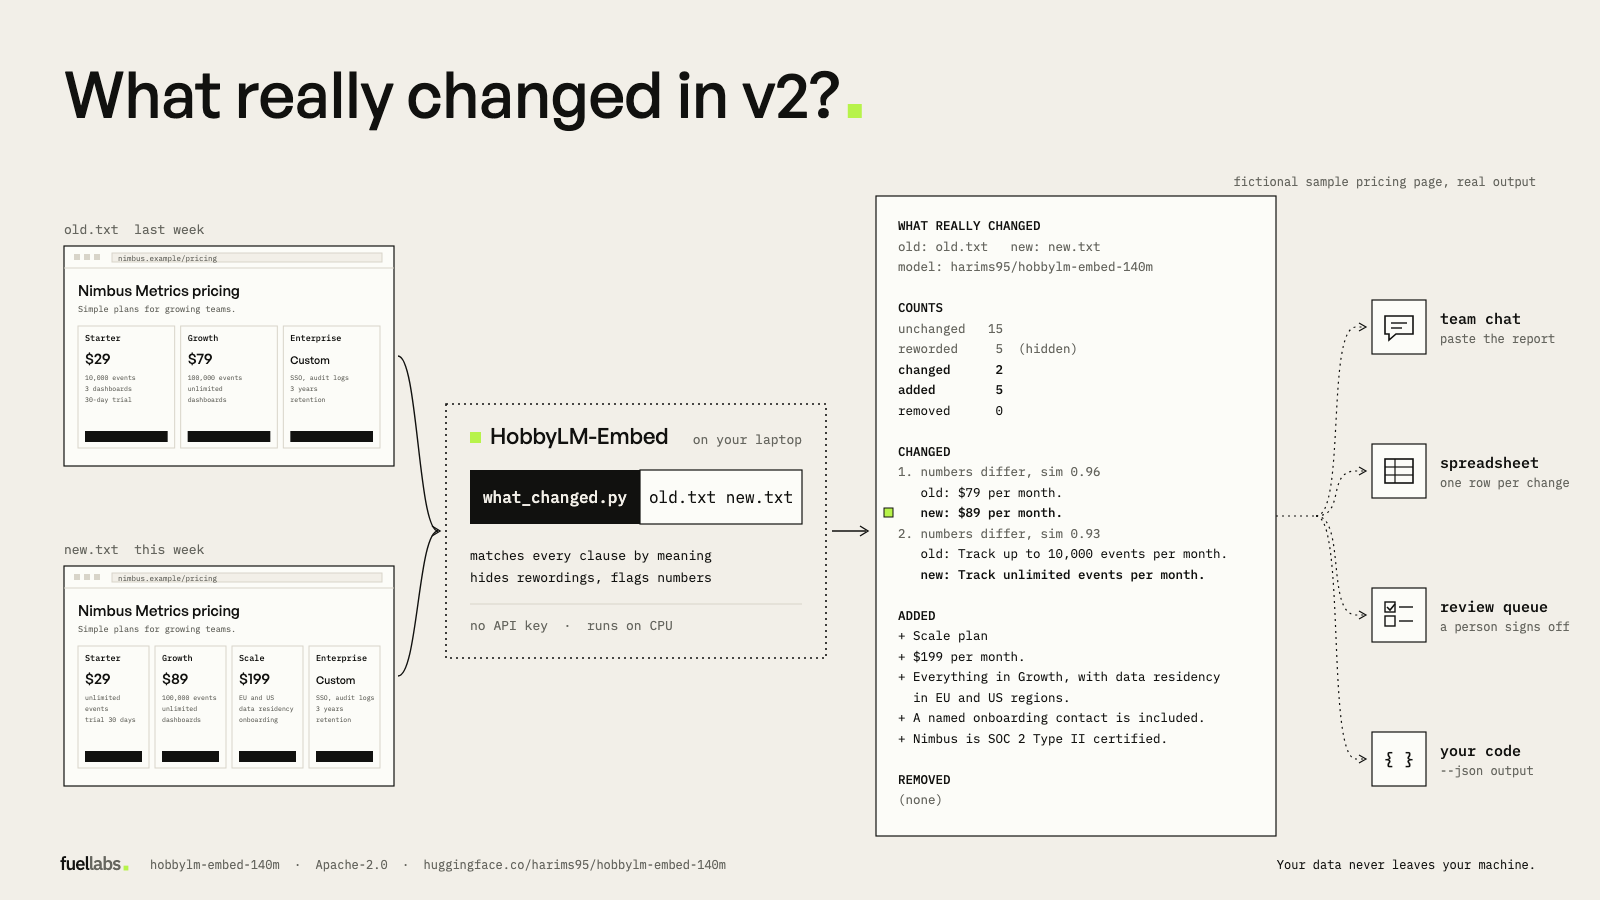 What really changed in v2?.
fictional sample pricing page, real output
old.txt  last week
nimbus.example/pricing
Nimbus Metrics pricing
Simple plans for growing teams.
Starter
$29
10,000 events
3 dashboards
30-day trial
Growth
$79
100,000 events
unlimited
dashboards
Enterprise
Custom
SSO, audit logs
3 years
retention
new.txt  this week
nimbus.example/pricing
Nimbus Metrics pricing
Simple plans for growing teams.
Starter
$29
unlimited
events
trial 30 days
Growth
$89
100,000 events
unlimited
dashboards
Scale
$199
EU and US
data residency
onboarding
Enterprise
Custom
SSO, audit logs
3 years
retention
HobbyLM-Embed  on your laptop
what_changed.py  old.txt new.txt
matches every clause by meaning
hides rewordings, flags numbers
no API key  ·  runs on CPU
WHAT REALLY CHANGED
old: old.txt   new: new.txt
model: harims95/hobbylm-embed-140m
COUNTS
unchanged   15
reworded     5  (hidden)
changed      2
added        5
removed      0
CHANGED
1. numbers differ, sim 0.96
old: $79 per month.
new: $89 per month.
2. numbers differ, sim 0.93
old: Track up to 10,000 events per month.
new: Track unlimited events per month.
ADDED
+ Scale plan
+ $199 per month.
+ Everything in Growth, with data residency
in EU and US regions.
+ A named onboarding contact is included.
+ Nimbus is SOC 2 Type II certified.
REMOVED
(none)
team chat
paste the report
spreadsheet
one row per change
review queue
a person signs off
{ }
your code
--json output
fuellabs.
hobbylm-embed-140m  ·  Apache-2.0  ·  huggingface.co/harims95/hobbylm-embed-140m
Your data never leaves your machine.